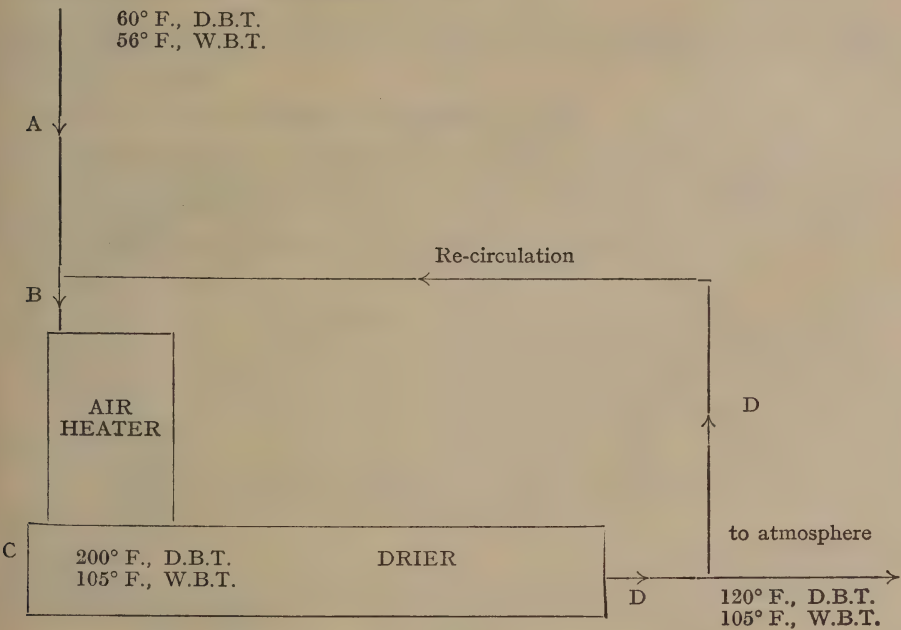 60° F., D.B.T.
56° F., W.B.T.
A
Re-circulation
B
AIR
HEATER
D
to atmosphere
C
200° F., D.B.T.
105° F., W.B.T.
DRIER
D
120° F., D.B.T.
105° F., W.B.T.